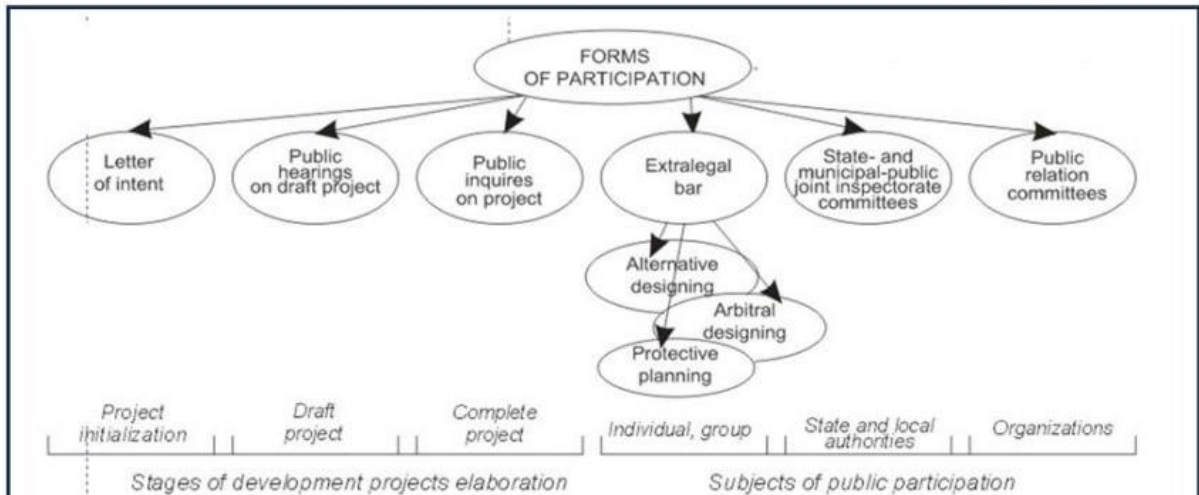 FORMS
OF PARTICIPATION
Letter
of intent
Public
hearings
on draft project
Public
inquires
on project
Extralegal
bar
State- and
municipal-public
joint inspectorate
committees
Public
relation
committees
Alternative
designing
Arbitral
designing
Protective
planning
Project
initialization
Draft
project
Complete
project
Individual, group
State and local
authorities
Organizations
Stages of development projects elaboration
Subjects of public participation